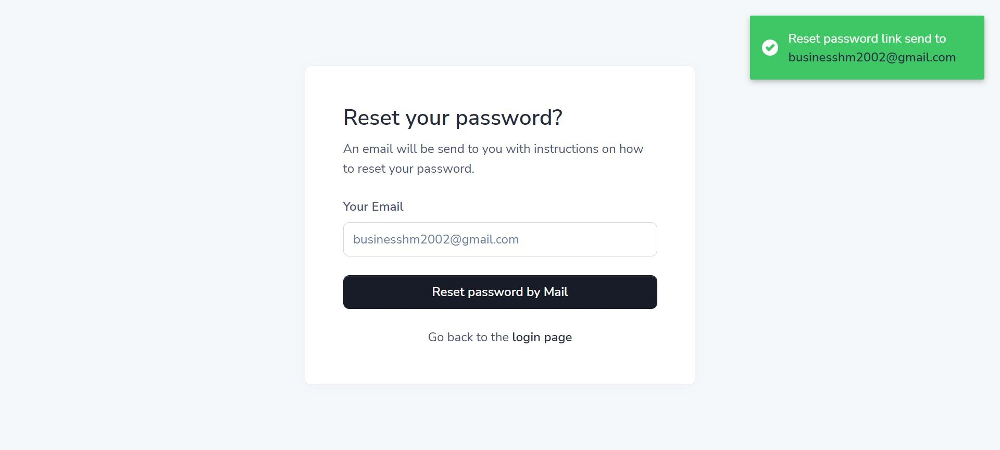 Reset password link send to
businesshm2002@gmail.com
Reset your password?
An email will be send to you with instructions on how
to reset your password.
Your Email
businesshm2002@gmail.com
Reset password by Mail
Go back to the login page